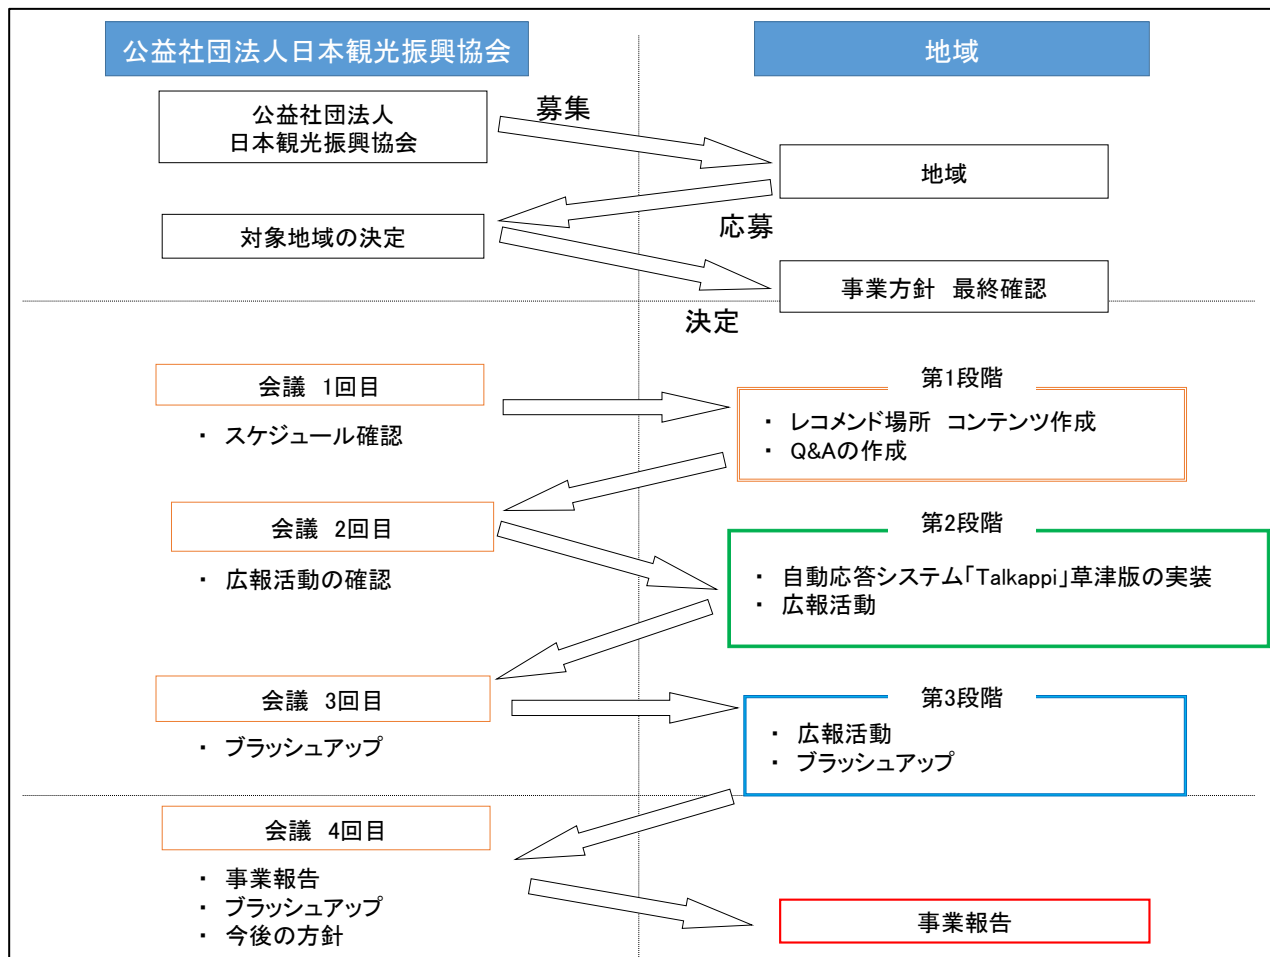 公益社団法人日本観光振興協会
地域
公益社団法人
日本観光振興協会
募集
地域
応募
対象地域の決定
事業方針　最終確認
決定
会議　1回目
・ スケジュール確認
第1段階
・ レコメンド場所　コンテンツ作成
・ Q&Aの作成
会議　2回目
・ 広報活動の確認
第2段階
・ 自動応答システム「Talkappi」草津版の実装
・ 広報活動
会議　3回目
・ ブラッシュアップ
第3段階
・ 広報活動
・ ブラッシュアップ
会議　4回目
・ 事業報告
・ ブラッシュアップ
・ 今後の方針
事業報告